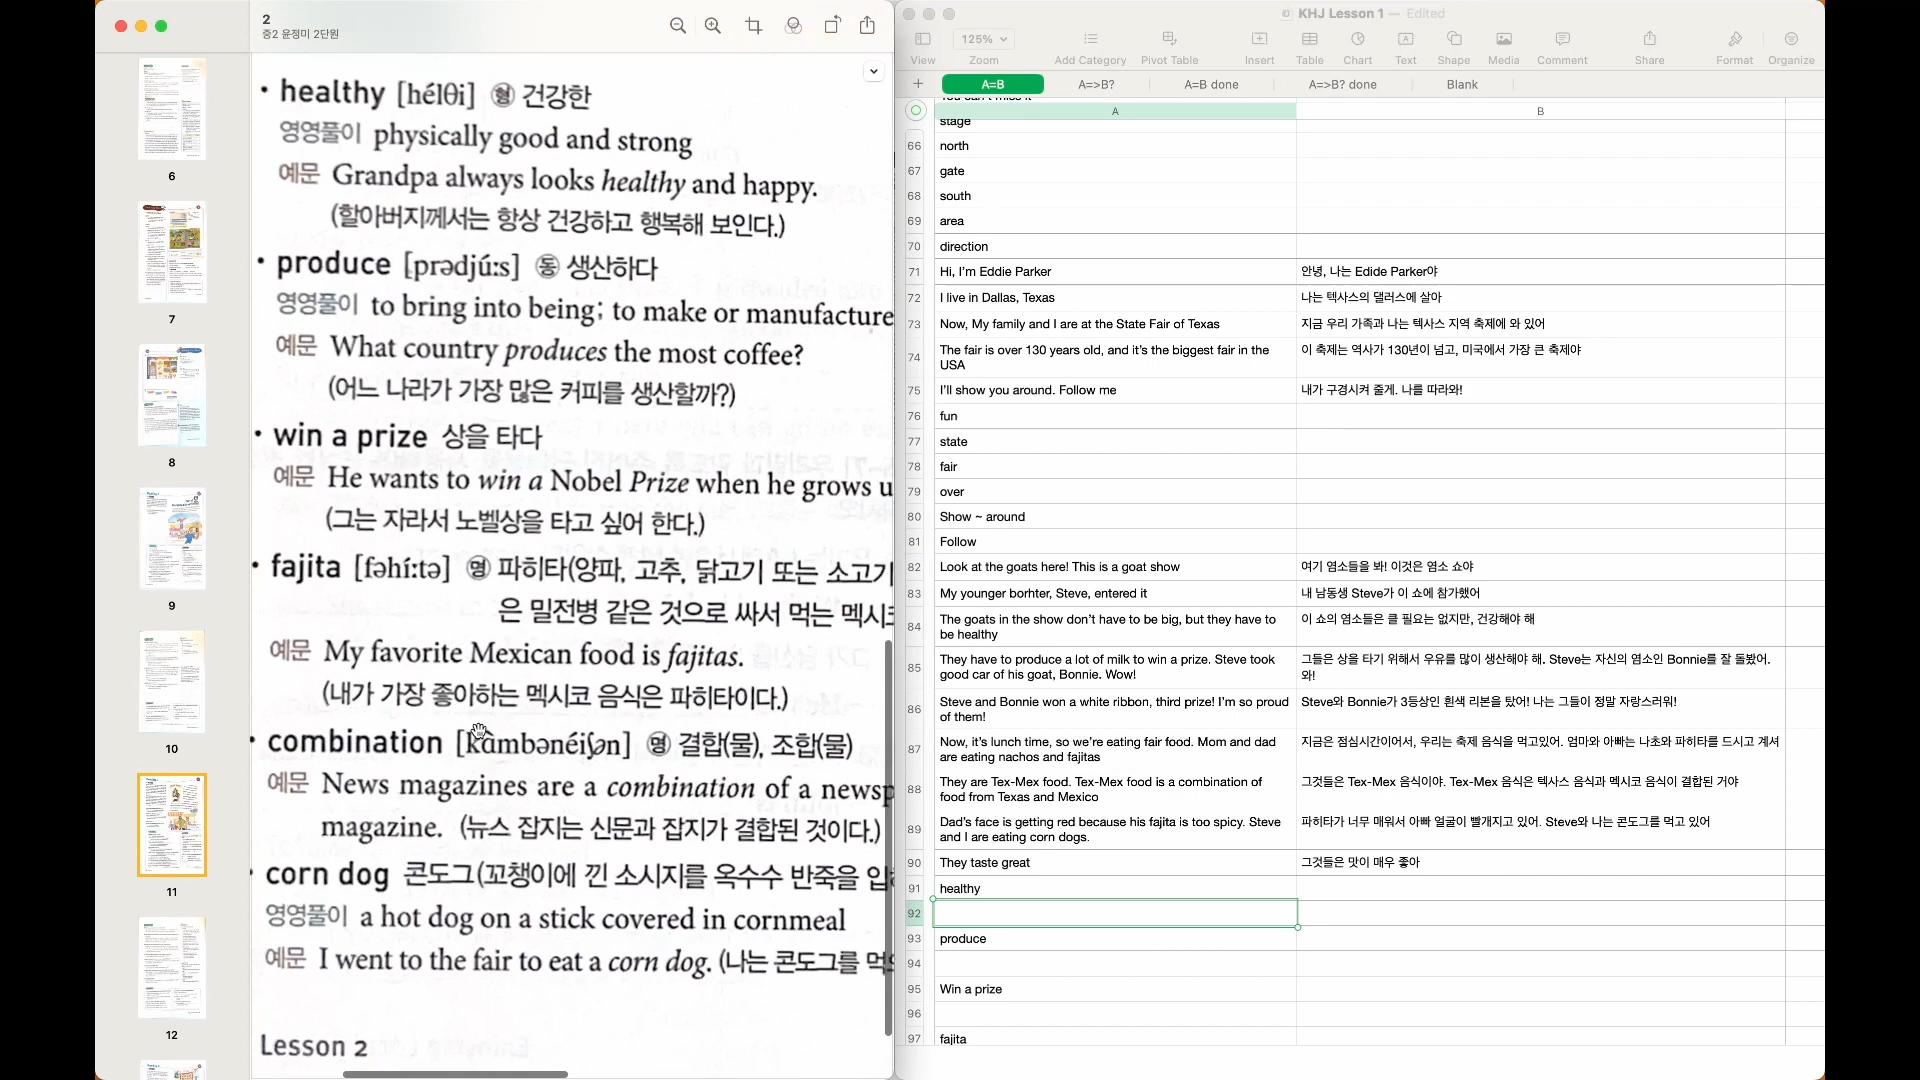 2
중2 윤정미 2단원
6
7
8
9
10
11
12
• healthy [hélθi] 형 건강한
영영풀이 physically good and strong
예문 Grandpa always looks healthy and happy.
(할아버지께서는 항상 건강하고 행복해 보인다.)
• produce [prədjúːs] 동 생산하다
영영풀이 to bring into being; to make or manufacture
예문 What country produces the most coffee?
(어느 나라가 가장 많은 커피를 생산할까?)
• win a prize 상을 타다
예문 He wants to win a Nobel Prize when he grows u
(그는 자라서 노벨상을 타고 싶어 한다.)
• fajita [fəhíːtə] 명 파히타(양파, 고추, 닭고기 또는 소고기
은 밀전병 같은 것으로 싸서 먹는 멕시코
예문 My favorite Mexican food is fajitas.
(내가 가장 좋아하는 멕시코 음식은 파히타이다.)
• combination [kàmbənéiʃən] 명 결합(물), 조합(물)
예문 News magazines are a combination of a newsp
magazine. (뉴스 잡지는 신문과 잡지가 결합된 것이다.)
• corn dog 콘도그(꼬챙이에 낀 소시지를 옥수수 반죽을 입
영영풀이 a hot dog on a stick covered in cornmeal
예문 I went to the fair to eat a corn dog. (나는 콘도그를 먹으
Lesson 2
KHJ Lesson 1 — Edited
125%
View Zoom Add Category Pivot Table Insert Table Chart Text Shape Media Comment Share Format Organize
+ A=B A=>B? A=B done A=>B? done Blank
A B
You can't miss it
stage
66 north
67 gate
68 south
69 area
70 direction
71 Hi, I'm Eddie Parker 안녕, 나는 Edide Parker야
72 I live in Dallas, Texas 나는 텍사스의 댈러스에 살아
73 Now, My family and I are at the State Fair of Texas 지금 우리 가족과 나는 텍사스 지역 축제에 와 있어
74 The fair is over 130 years old, and it's the biggest fair in the 이 축제는 역사가 130년이 넘고, 미국에서 가장 큰 축제야
USA
75 I'll show you around. Follow me 내가 구경시켜 줄게. 나를 따라와!
76 fun
77 state
78 fair
79 over
80 Show ~ around
81 Follow
82 Look at the goats here! This is a goat show 여기 염소들을 봐! 이것은 염소 쇼야
83 My younger borhter, Steve, entered it 내 남동생 Steve가 이 쇼에 참가했어
84 The goats in the show don't have to be big, but they have to 이 쇼의 염소들은 클 필요는 없지만, 건강해야 해
be healthy
85 They have to produce a lot of milk to win a prize. Steve took 그들은 상을 타기 위해서 우유를 많이 생산해야 해. Steve는 자신의 염소인 Bonnie를 잘 돌봤어.
good car of his goat, Bonnie. Wow! 와!
86 Steve and Bonnie won a white ribbon, third prize! I'm so proud Steve와 Bonnie가 3등상인 흰색 리본을 탔어! 나는 그들이 정말 자랑스러워!
of them!
87 Now, it's lunch time, so we're eating fair food. Mom and dad 지금은 점심시간이어서, 우리는 축제 음식을 먹고있어. 엄마와 아빠는 나초와 파히타를 드시고 계셔
are eating nachos and fajitas
88 They are Tex-Mex food. Tex-Mex food is a combination of 그것들은 Tex-Mex 음식이야. Tex-Mex 음식은 텍사스 음식과 멕시코 음식이 결합된 거야
food from Texas and Mexico
89 Dad's face is getting red because his fajita is too spicy. Steve 파히타가 너무 매워서 아빠 얼굴이 빨개지고 있어. Steve와 나는 콘도그를 먹고 있어
and I are eating corn dogs.
90 They taste great 그것들은 맛이 매우 좋아
91 healthy
92
93 produce
94
95 Win a prize
96
97 fajita